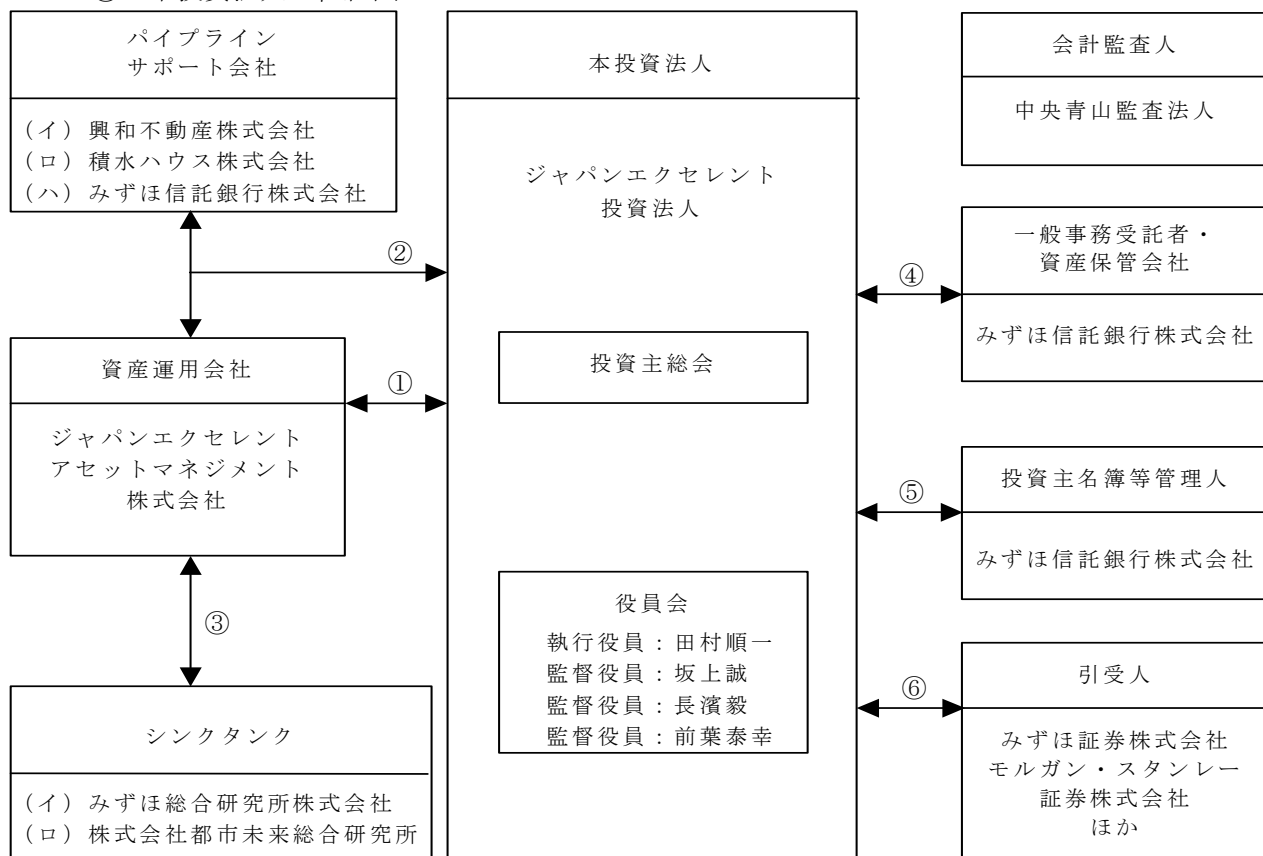 パイプライン
サポート会社
(イ) 興和不動産株式会社
(ロ) 積水ハウス株式会社
(ハ) みずほ信託銀行株式会社
②
資産運用会社
ジャパンエクセレント
アセットマネジメント
株式会社
①
③
シンクタンク
(イ) みずほ総合研究所株式会社
(ロ) 株式会社都市未来総合研究所
本投資法人
ジャパンエクセレント
投資法人
投資主総会
役員会
執行役員:田村順一
監督役員:坂上誠
監督役員:長濱毅
監督役員:前葉泰幸
会計監査人
中央青山監査法人
④
一般事務受託者・
資産保管会社
みずほ信託銀行株式会社
⑤
投資主名簿等管理人
みずほ信託銀行株式会社
⑥
引受人
みずほ証券株式会社
モルガン・スタンレー
証券株式会社
ほか